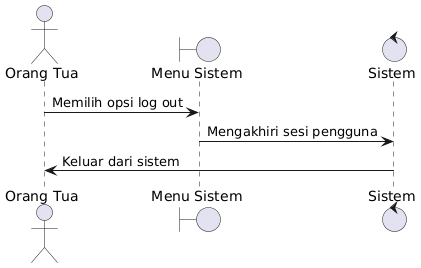 Orang Tua
Menu Sistem
Sistem
Memilih opsi log out
Mengakhiri sesi pengguna
Keluar dari sistem
Orang Tua
Menu Sistem
Sistem